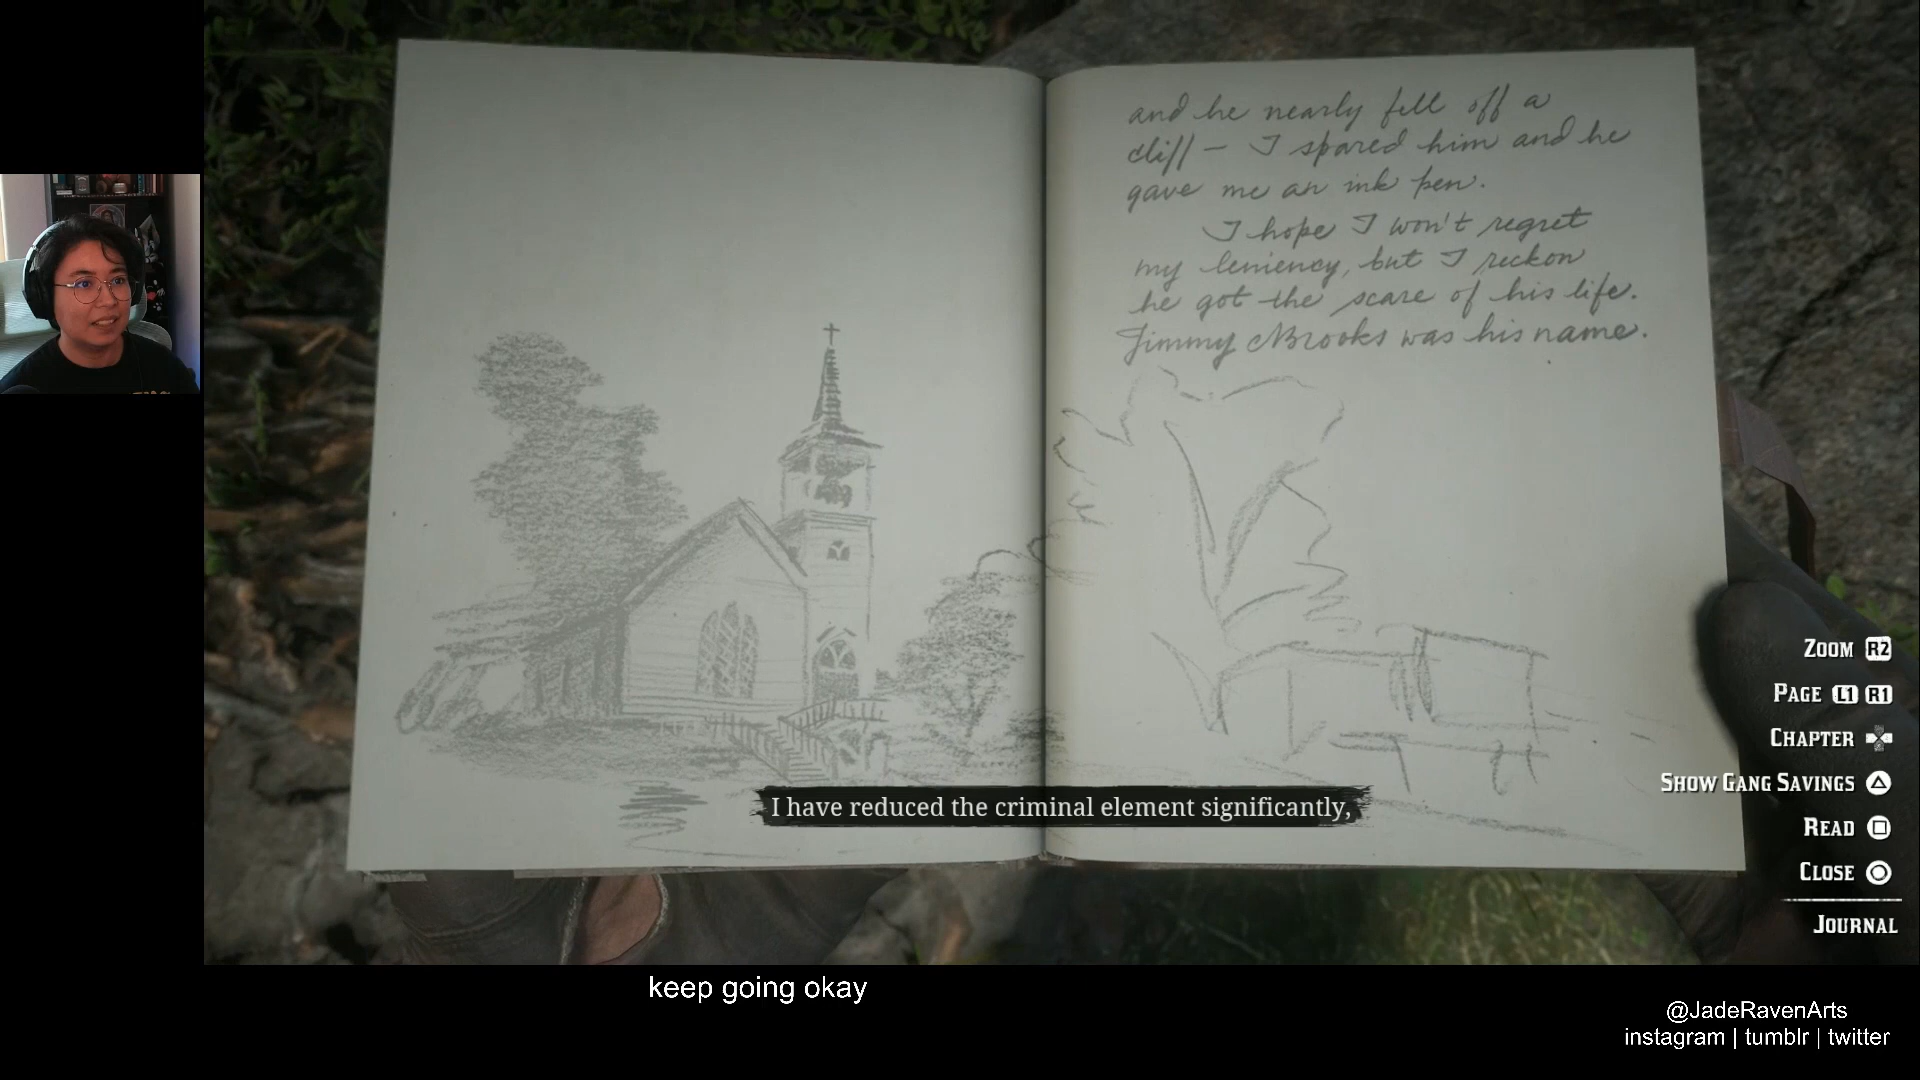 and he nearly fell off a
cliff – I spared him and he
gave me an ink pen.
I hope I won't regret
my leniency, but I reckon
he got the scare of his life.
Jimmy Brooks was his name.
I have reduced the criminal element significantly,
ZOOM R2
PAGE L1 R1
CHAPTER
SHOW GANG SAVINGS
READ
CLOSE
JOURNAL
keep going okay
@JadeRavenArts
instagram | tumblr | twitter